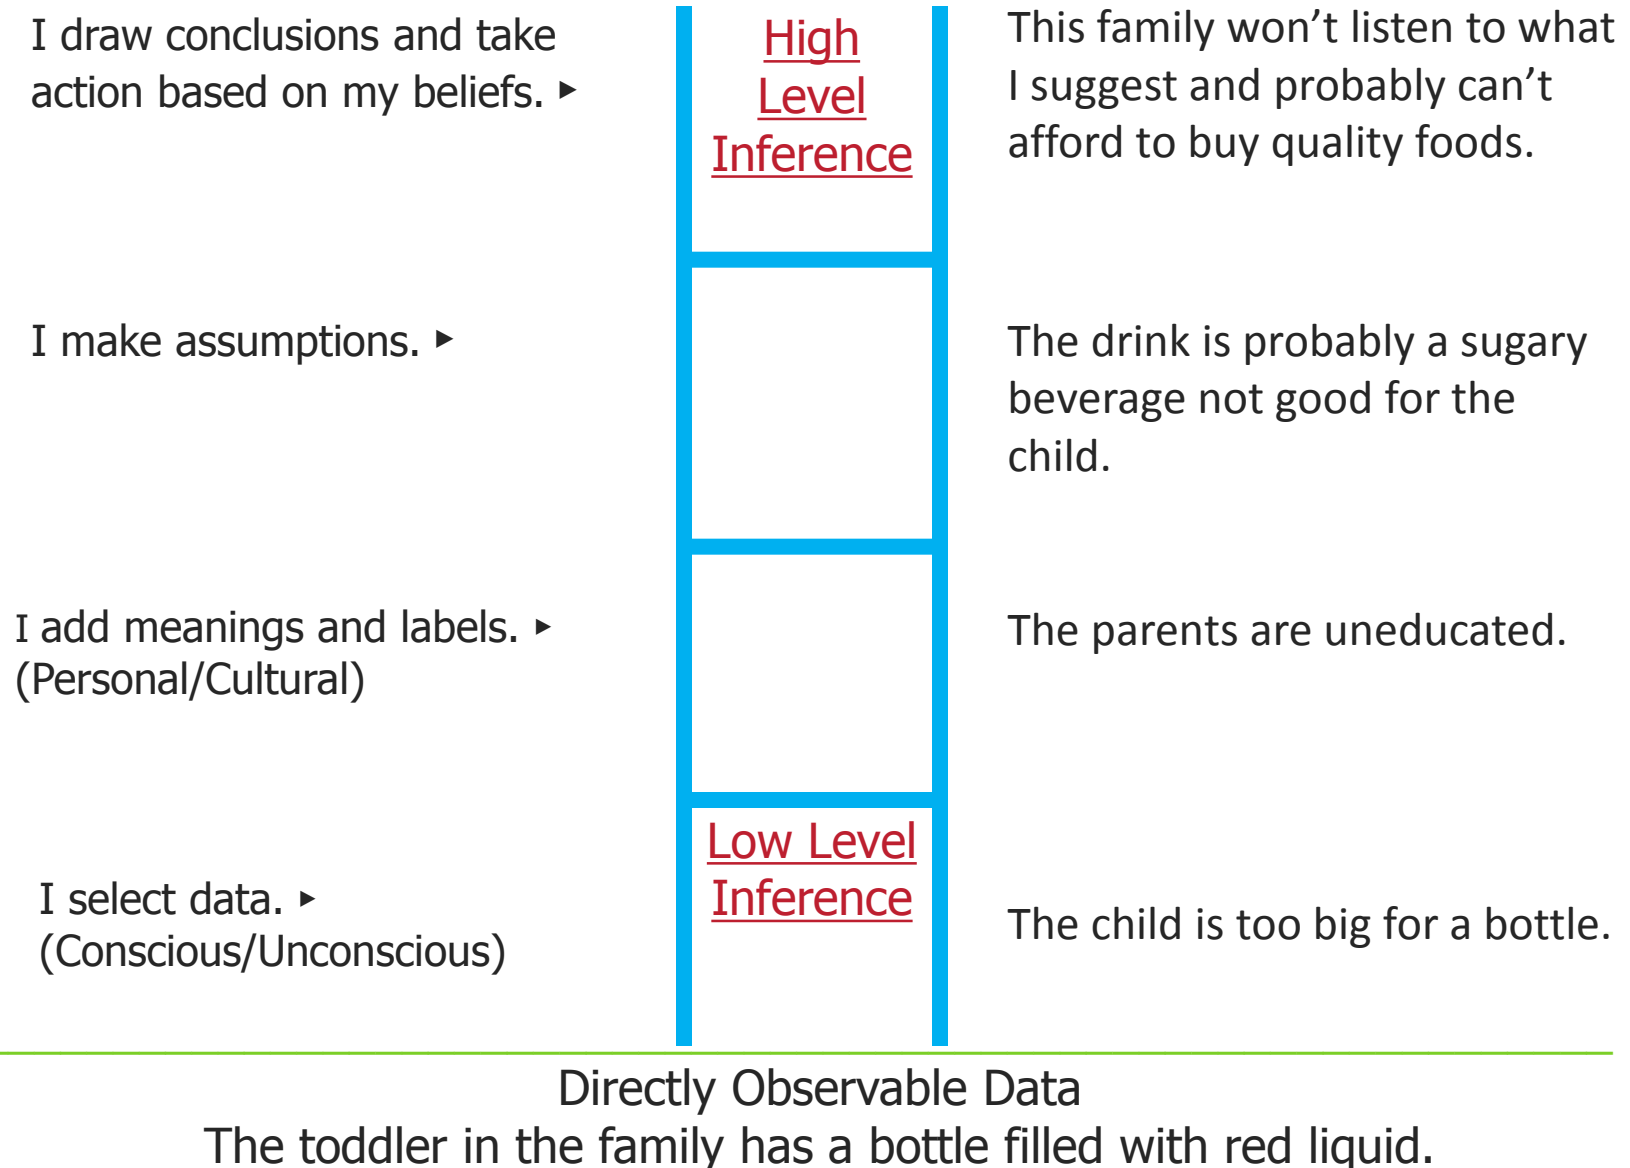 I draw conclusions and take
action based on my beliefs. ►
High
Level
Inference
This family won’t listen to what
I suggest and probably can’t
afford to buy quality foods.
I make assumptions. ►
The drink is probably a sugary
beverage not good for the
child.
I add meanings and labels. ►
(Personal/Cultural)
The parents are uneducated.
I select data. ►
(Conscious/Unconscious)
Low Level
Inference
The child is too big for a bottle.
Directly Observable Data
The toddler in the family has a bottle filled with red liquid.